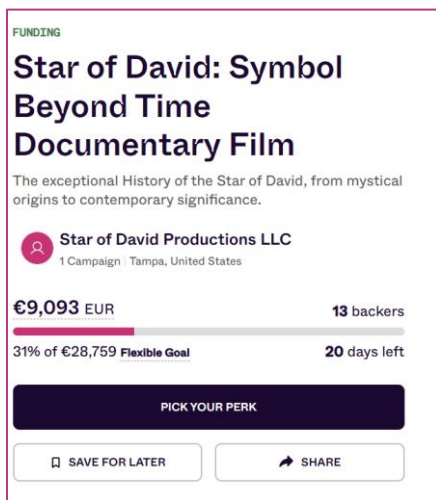 FUNDING
Star of David: Symbol
Beyond Time
Documentary Film
The exceptional History of the Star of David, from mystical
origins to contemporary significance.
Star of David Productions LLC
1 Campaign | Tampa, United States
€9,093 EUR 13 backers
31% of €28,759 Flexible Goal 20 days left
PICK YOUR PERK
SAVE FOR LATER SHARE